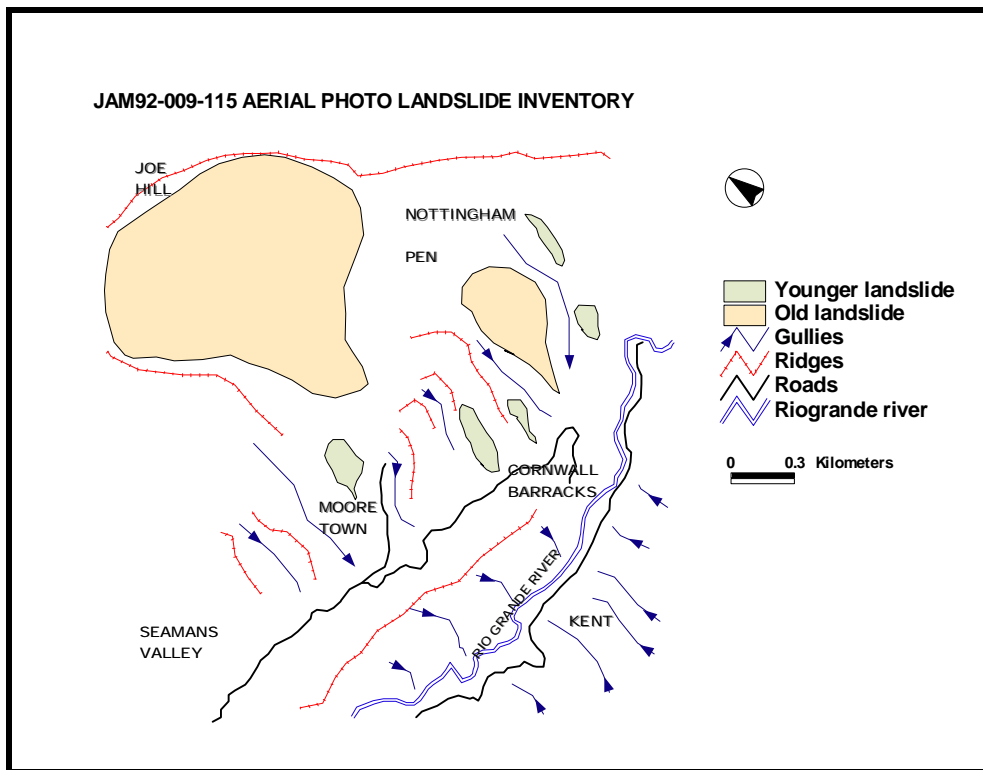 JAM92-009-115 AERIAL PHOTO LANDSLIDE INVENTORY
JOE
HILL
NOTTINGHAM
PEN
Younger landslide
Old landslide
Gullies
Ridges
Roads
Riogrande river
0 0.3 Kilometers
CORNWALL
BARRACKS
MOORE
TOWN
RIO GRANDE RIVER
KENT
SEAMANS
VALLEY